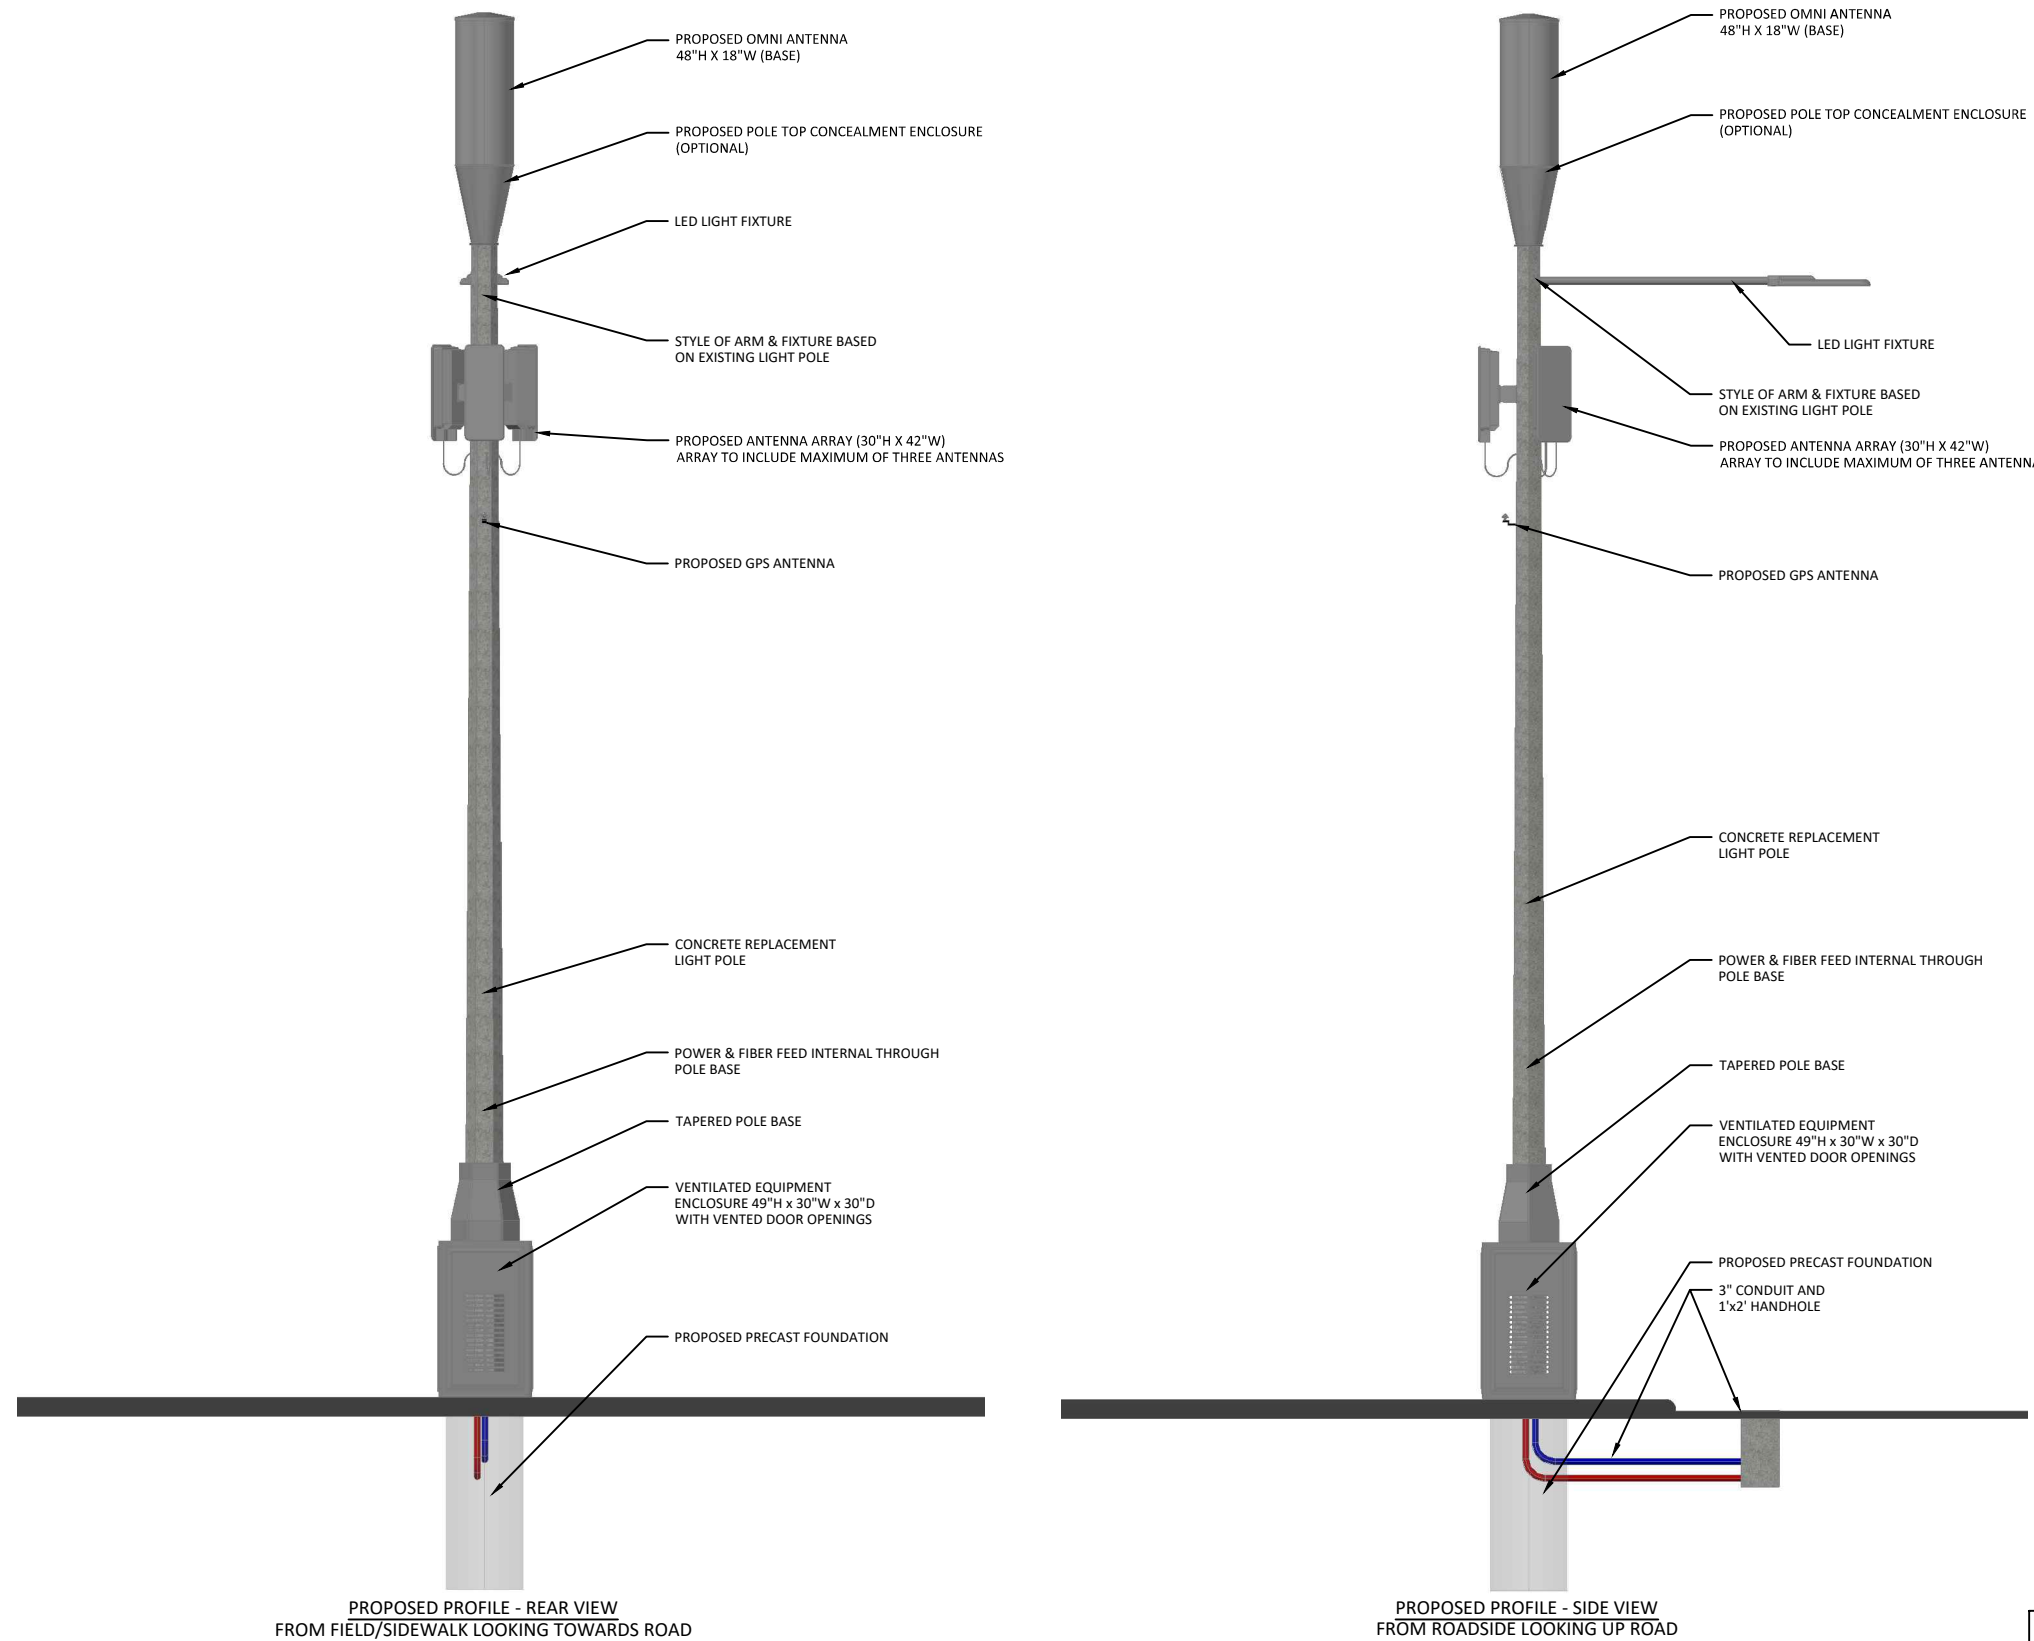 PROPOSED OMNI ANTENNA
48"H X 18"W (BASE)
PROPOSED POLE TOP CONCEALMENT ENCLOSURE
(OPTIONAL)
LED LIGHT FIXTURE
STYLE OF ARM & FIXTURE BASED
ON EXISTING LIGHT POLE
PROPOSED ANTENNA ARRAY (30"H X 42"W)
ARRAY TO INCLUDE MAXIMUM OF THREE ANTENNAS
PROPOSED GPS ANTENNA
CONCRETE REPLACEMENT
LIGHT POLE
POWER & FIBER FEED INTERNAL THROUGH
POLE BASE
TAPERED POLE BASE
VENTILATED EQUIPMENT
ENCLOSURE 49"H x 30"W x 30"D
WITH VENTED DOOR OPENINGS
PROPOSED PRECAST FOUNDATION
PROPOSED PROFILE - REAR VIEW
FROM FIELD/SIDEWALK LOOKING TOWARDS ROAD
PROPOSED OMNI ANTENNA
48"H X 18"W (BASE)
PROPOSED POLE TOP CONCEALMENT ENCLOSURE
(OPTIONAL)
LED LIGHT FIXTURE
STYLE OF ARM & FIXTURE BASED
ON EXISTING LIGHT POLE
PROPOSED ANTENNA ARRAY (30"H X 42"W)
ARRAY TO INCLUDE MAXIMUM OF THREE ANTENNA
PROPOSED GPS ANTENNA
CONCRETE REPLACEMENT
LIGHT POLE
POWER & FIBER FEED INTERNAL THROUGH
POLE BASE
TAPERED POLE BASE
VENTILATED EQUIPMENT
ENCLOSURE 49"H x 30"W x 30"D
WITH VENTED DOOR OPENINGS
PROPOSED PRECAST FOUNDATION
3" CONDUIT AND
1'x2' HANDHOLE
PROPOSED PROFILE - SIDE VIEW
FROM ROADSIDE LOOKING UP ROAD